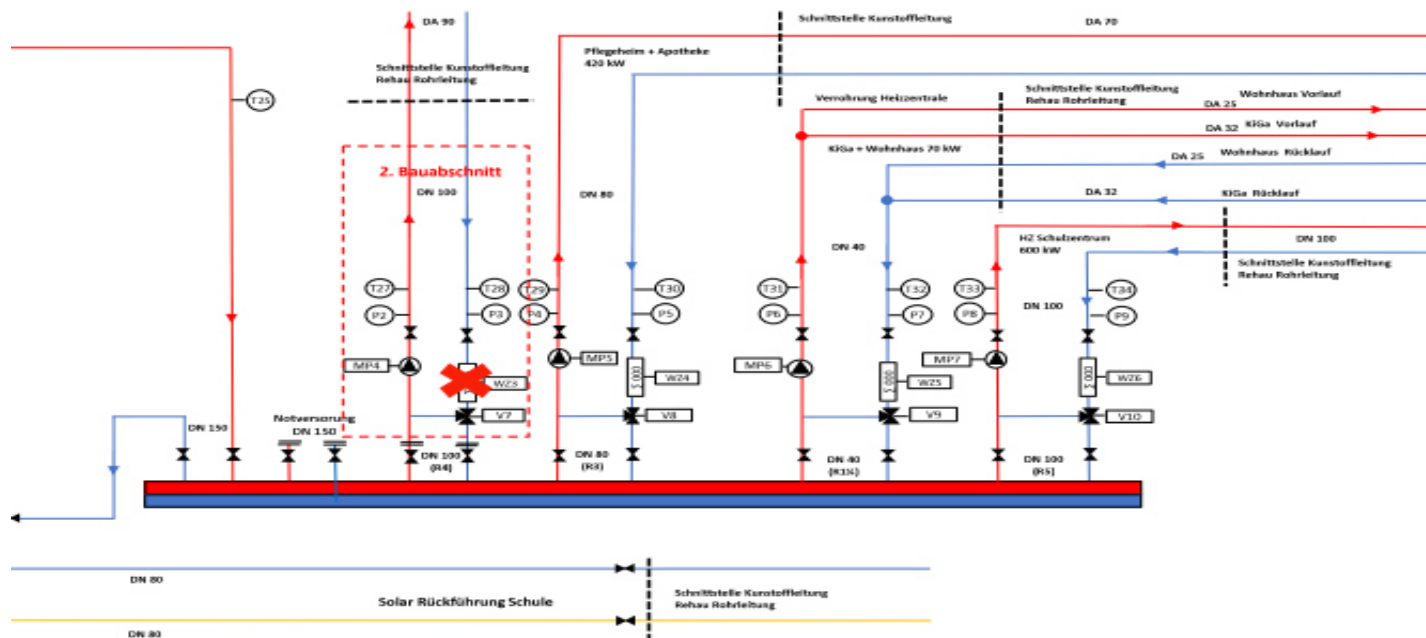 DA 90
Schnittstelle Kunstoffleitung
DA 70
Pflegeheim + Apotheke
420 kW
Schnittstelle Kunstoffleitung
Rehau Rohrleitung
T25
Verrohrung Heizzentrale
Schnittstelle Kunstoffleitung
Rehau Rohrleitung
Wohnhaus Vorlauf
DA 25
DA 32
KiGa Vorlauf
KiGa + Wohnhaus 70 kW
DA 25
Wohnhaus Rücklauf
2. Bauabschnitt
DN 100
DN 80
DA 32
KiGa Rücklauf
DN 40
HZ Schulzentrum
600 kW
DN 100
Schnittstelle Kunstoffleitung
Rehau Rohrleitung
T27
T28
T29
T30
T31
T32
T33
T34
P2
P3
P4
P5
P6
P7
P8
P9
DN 100
MP4
MP5
MP6
MP7
WZ3
WZ4
WZ5
WZ6
Σ 000
Σ 000
Σ 000
V7
V8
V9
V10
Notversorung
DN 150
DN 150
DN 100
(R4)
DN 80
(R3)
DN 40
(R1¼)
DN 100
(R5)
DN 80
Solar Rückführung Schule
Schnittstelle Kunstoffleitung
Rehau Rohrleitung
DN 80